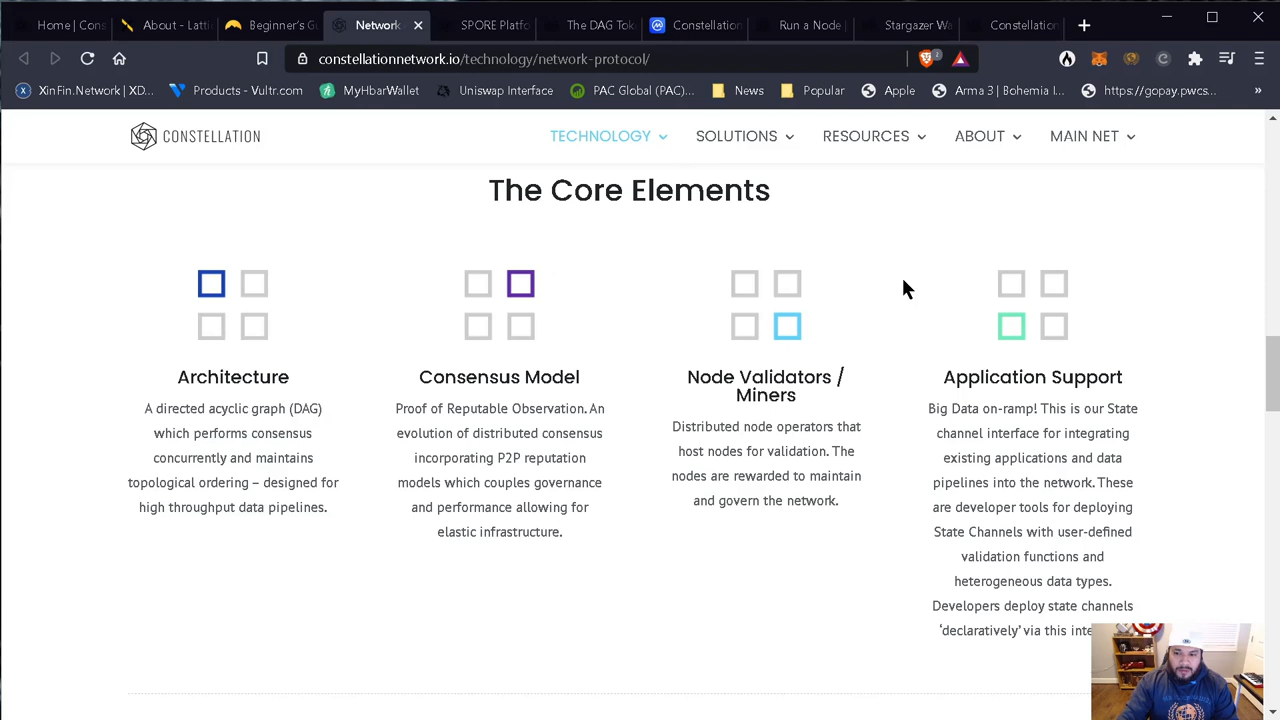 Home | Cons
About - Latti
Beginner's Gu
Network
SPORE Platfo
The DAG Tok
Constellation
Run a Node |
Stargazer Wa
Constellation
constellationnetwork.io/technology/network-protocol/
2
XinFin.Network | XD...
Products - Vultr.com
MyHbarWallet
Uniswap Interface
PAC Global (PAC)...
News
Popular
Apple
Arma 3 | Bohemia I...
https://gopay.pwcs...
»
CONSTELLATION
TECHNOLOGY
SOLUTIONS
RESOURCES
ABOUT
MAIN NET
The Core Elements
Architecture
A directed acyclic graph (DAG)
which performs consensus
concurrently and maintains
topological ordering – designed for
high throughput data pipelines.
Consensus Model
Proof of Reputable Observation. An
evolution of distributed consensus
incorporating P2P reputation
models which couples governance
and performance allowing for
elastic infrastructure.
Node Validators /
Miners
Distributed node operators that
host nodes for validation. The
nodes are rewarded to maintain
and govern the network.
Application Support
Big Data on-ramp! This is our State
channel interface for integrating
existing applications and data
pipelines into the network. These
are developer tools for deploying
State Channels with user-defined
validation functions and
heterogeneous data types.
Developers deploy state channels
'declaratively' via this inte